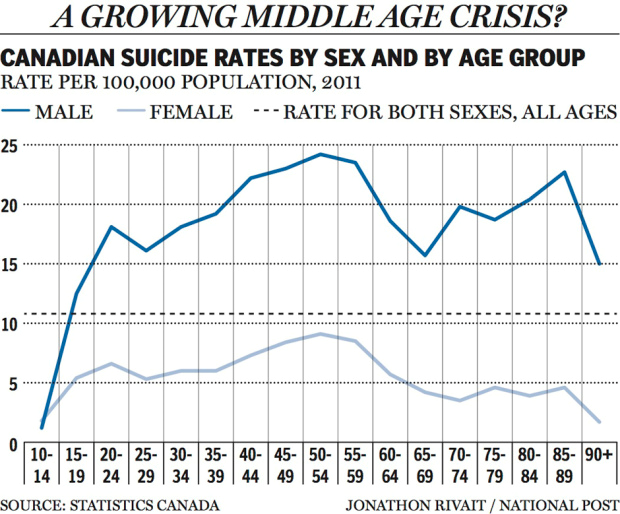 A GROWING MIDDLE AGE CRISIS?
CANADIAN SUICIDE RATES BY SEX AND BY AGE GROUP
RATE PER 100,000 POPULATION, 2011
MALE FEMALE RATE FOR BOTH SEXES, ALL AGES
25
20
15
10
5
0
10-14 15-19 20-24 25-29 30-34 35-39 40-44 45-49 50-54 55-59 60-64 65-69 70-74 75-79 80-84 85-89 90+
SOURCE: STATISTICS CANADA JONATHON RIVAIT / NATIONAL POST